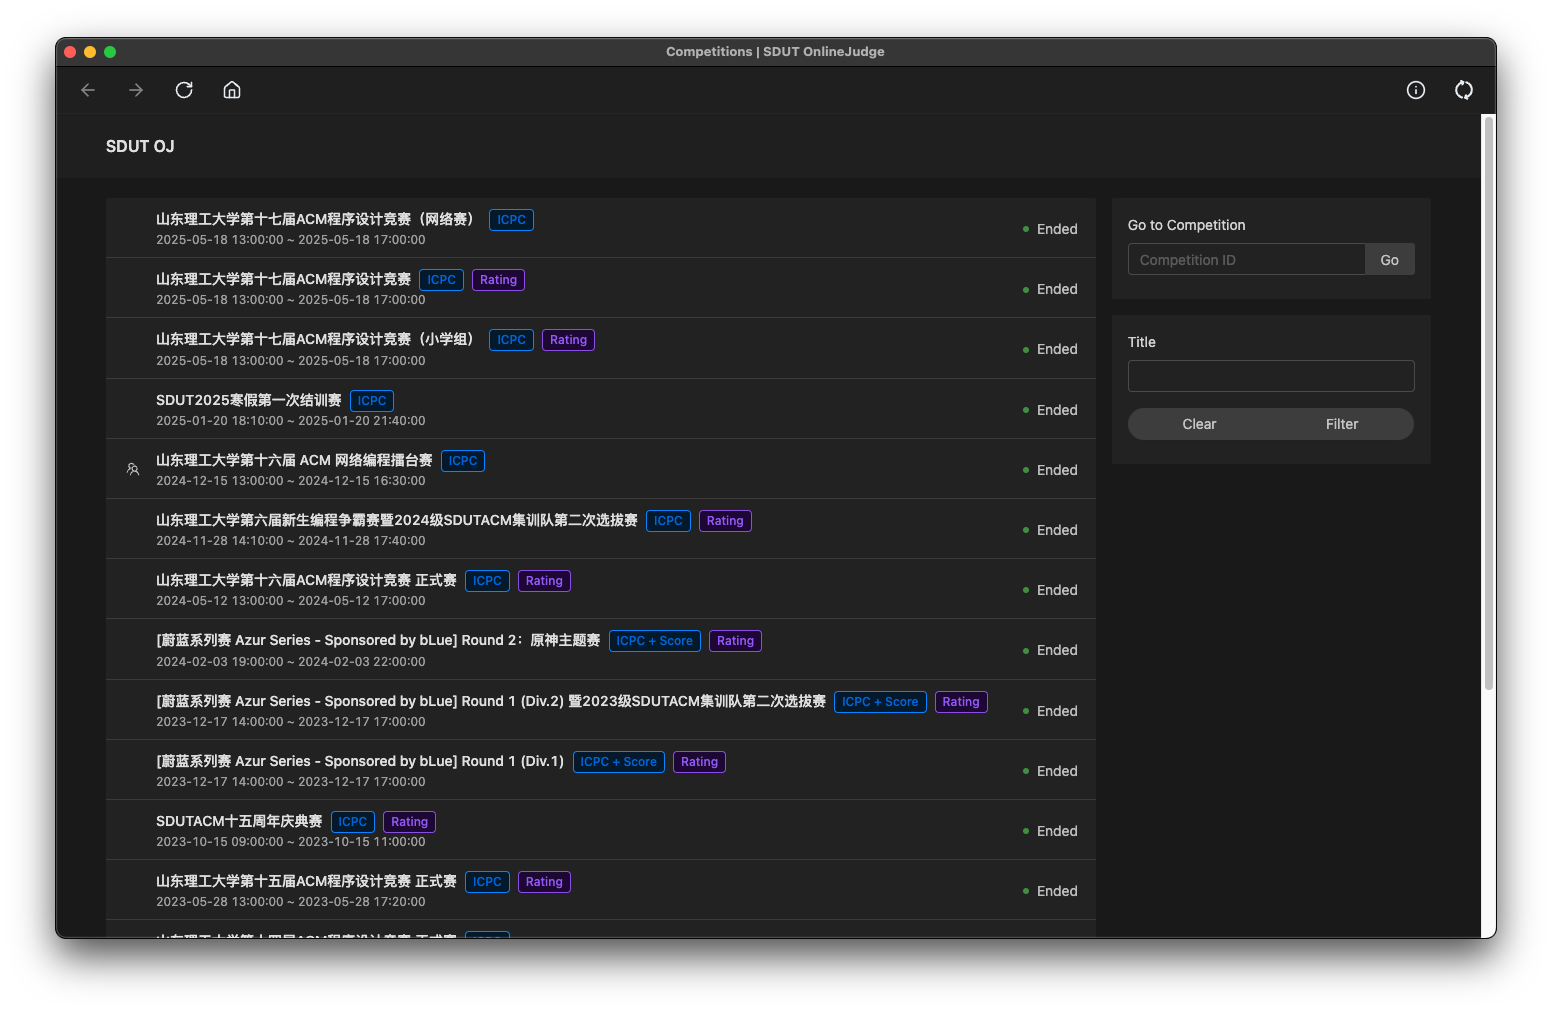 Competitions | SDUT OnlineJudge
SDUT OJ
山东理工大学第十七届ACM程序设计竞赛（网络赛） ICPC
2025-05-18 13:00:00 ~ 2025-05-18 17:00:00
Ended
山东理工大学第十七届ACM程序设计竞赛 ICPC Rating
2025-05-18 13:00:00 ~ 2025-05-18 17:00:00
Ended
山东理工大学第十七届ACM程序设计竞赛（小学组） ICPC Rating
2025-05-18 13:00:00 ~ 2025-05-18 17:00:00
Ended
SDUT2025寒假第一次结训赛 ICPC
2025-01-20 18:10:00 ~ 2025-01-20 21:40:00
Ended
山东理工大学第十六届 ACM 网络编程擂台赛 ICPC
2024-12-15 13:00:00 ~ 2024-12-15 16:30:00
Ended
山东理工大学第六届新生编程争霸赛暨2024级SDUTACM集训队第二次选拔赛 ICPC Rating
2024-11-28 14:10:00 ~ 2024-11-28 17:40:00
Ended
山东理工大学第十六届ACM程序设计竞赛 正式赛 ICPC Rating
2024-05-12 13:00:00 ~ 2024-05-12 17:00:00
Ended
[蔚蓝系列赛 Azur Series - Sponsored by bLue] Round 2：原神主题赛 ICPC + Score Rating
2024-02-03 19:00:00 ~ 2024-02-03 22:00:00
Ended
[蔚蓝系列赛 Azur Series - Sponsored by bLue] Round 1 (Div.2) 暨2023级SDUTACM集训队第二次选拔赛 ICPC + Score Rating
2023-12-17 14:00:00 ~ 2023-12-17 17:00:00
Ended
[蔚蓝系列赛 Azur Series - Sponsored by bLue] Round 1 (Div.1) ICPC + Score Rating
2023-12-17 14:00:00 ~ 2023-12-17 17:00:00
Ended
SDUTACM十五周年庆典赛 ICPC Rating
2023-10-15 09:00:00 ~ 2023-10-15 11:00:00
Ended
山东理工大学第十五届ACM程序设计竞赛 正式赛 ICPC Rating
2023-05-28 13:00:00 ~ 2023-05-28 17:20:00
Ended
Go to Competition
Competition ID
Go
Title
Clear
Filter